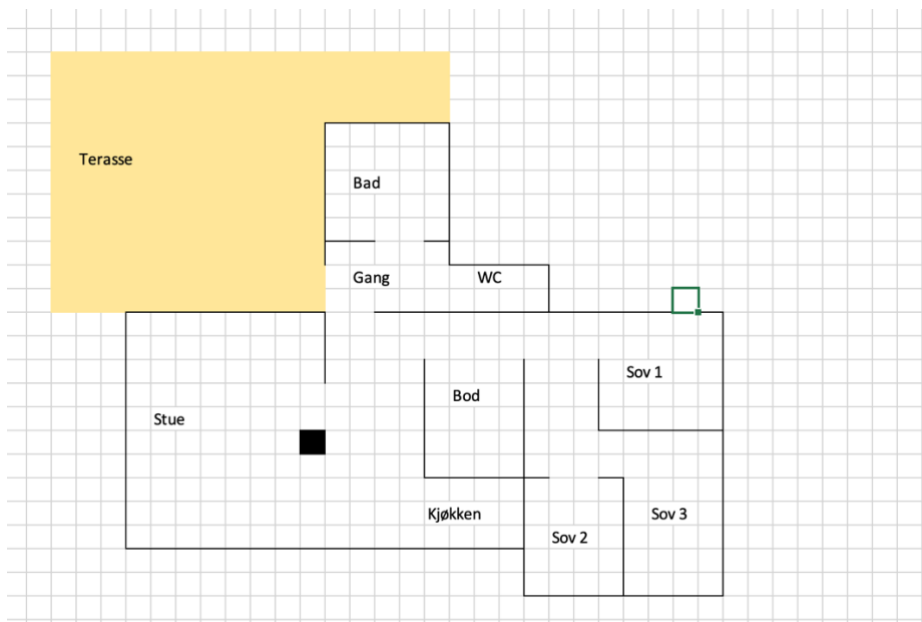 Terasse
Bad
Gang
WC
Sov 1
Bod
Stue
Kjøkken
Sov 3
Sov 2